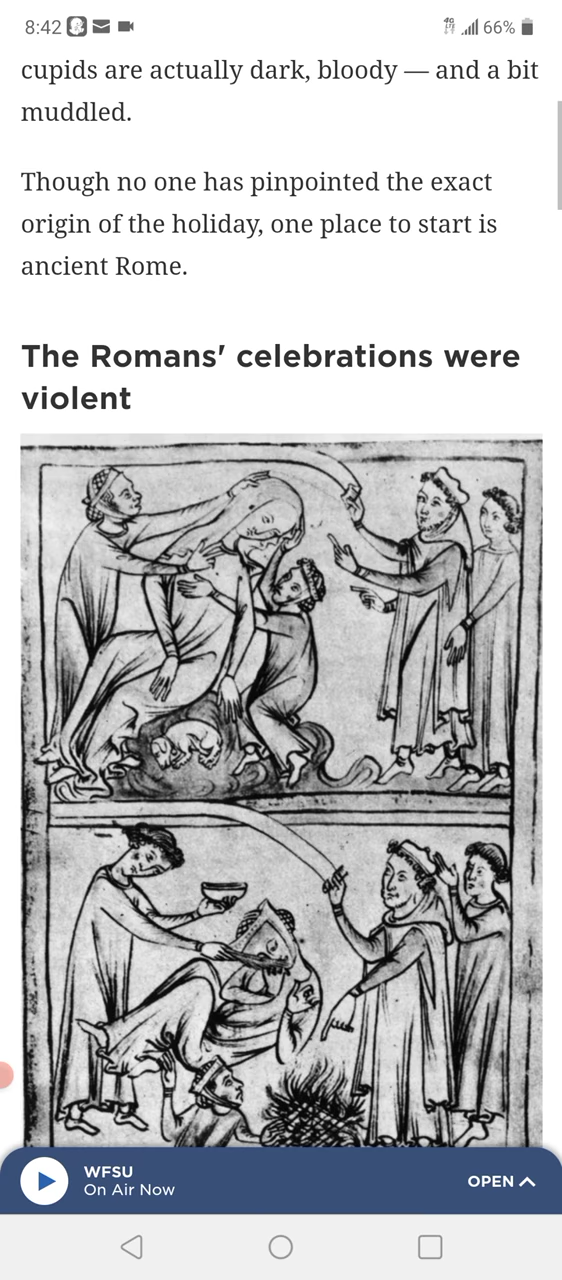 8:42
4G
LTE
66%
cupids are actually dark, bloody — and a bit
muddled.
Though no one has pinpointed the exact
origin of the holiday, one place to start is
ancient Rome.
The Romans' celebrations were
violent
WFSU
On Air Now
OPEN